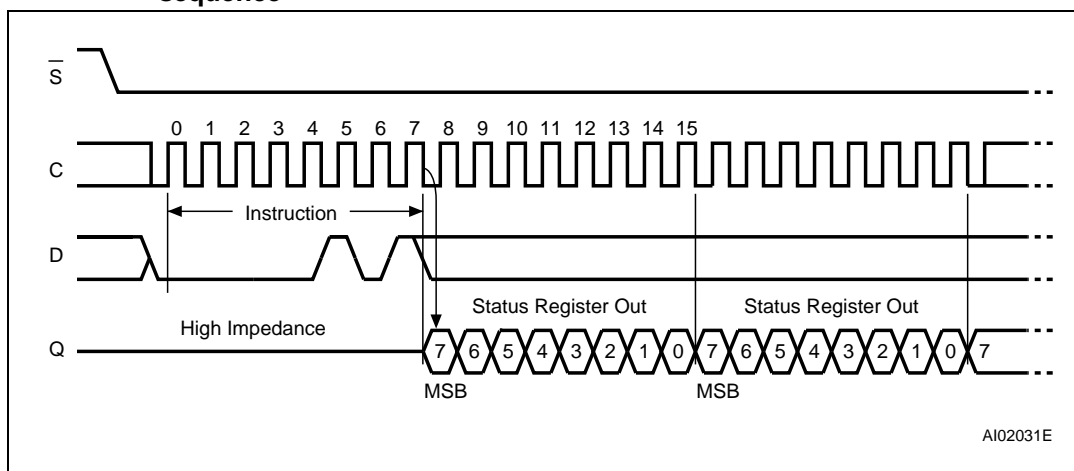 sequence
S
0 1 2 3 4 5 6 7 8 9 10 11 12 13 14 15
C
Instruction
D
Status Register Out Status Register Out
High Impedance
Q 7 6 5 4 3 2 1 0 7 6 5 4 3 2 1 0 7
MSB MSB
AI02031E